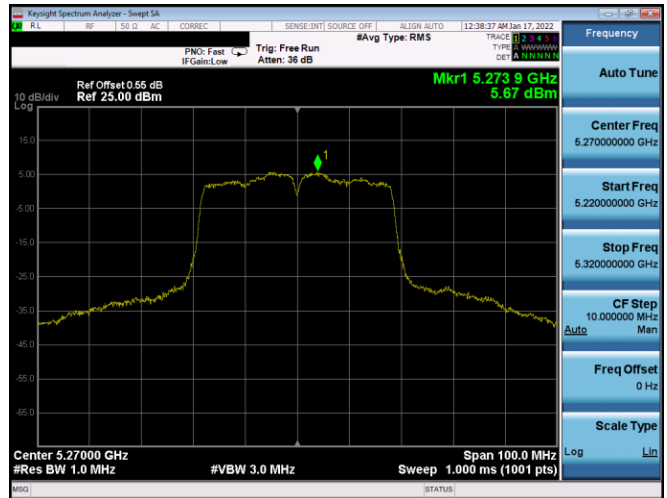 Keysight Spectrum Analyzer - Swept SA
RL RF 50 Ω AC CORREC SENSE:INT SOURCE OFF ALIGN AUTO 12:38:37 AM Jan 17, 2022
#Avg Type: RMS
TRACE 1 2 3 4 5 6
TYPE A WWWWW
DET A N N N N N
PNO: Fast
IFGain:Low
Trig: Free Run
Atten: 36 dB
Mkr1 5.273 9 GHz
5.67 dBm
Ref Offset 0.55 dB
Ref 25.00 dBm
10 dB/div
Log
15.0
5.00
-5.00
-15.0
-25.0
-35.0
-45.0
-55.0
-65.0
1
Center 5.27000 GHz
#Res BW 1.0 MHz
#VBW 3.0 MHz
Span 100.0 MHz
Sweep 1.000 ms (1001 pts)
MSG
STATUS
Frequency
Auto Tune
Center Freq
5.270000000 GHz
Start Freq
5.220000000 GHz
Stop Freq
5.320000000 GHz
CF Step
10.000000 MHz
Auto Man
Freq Offset
0 Hz
Scale Type
Log Lin